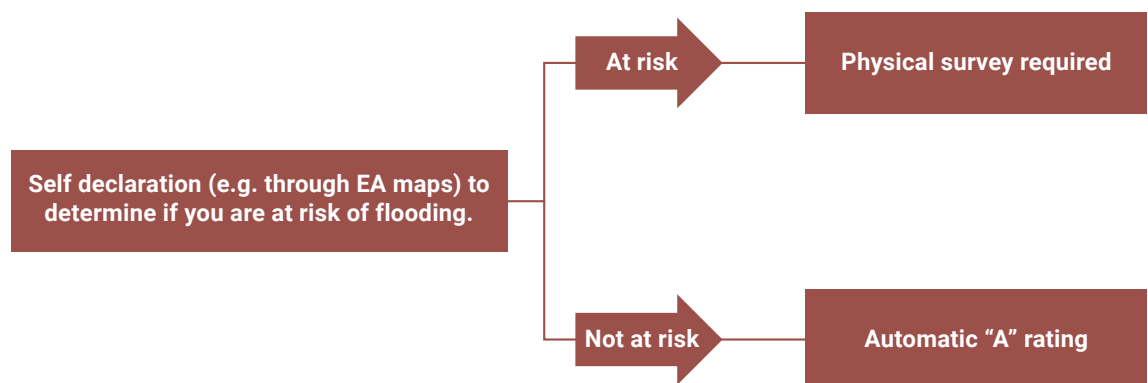 Self declaration (e.g. through EA maps) to
determine if you are at risk of flooding.
At risk
Physical survey required
Not at risk
Automatic “A” rating